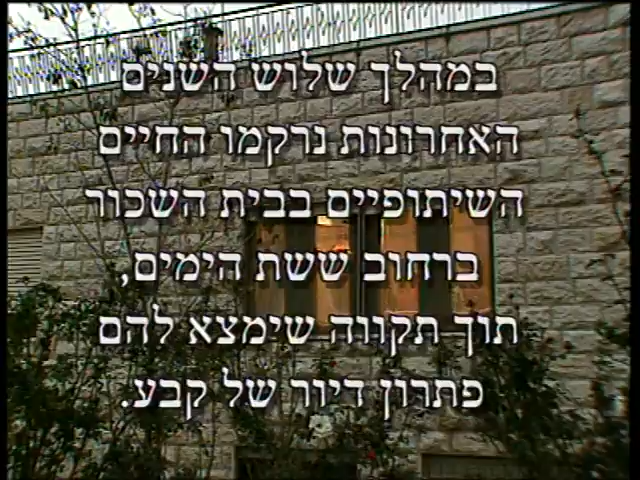 במהלך שלוש השנים
האחרונות נרקמו החיים
השיתופיים בבית השכור
ברחוב ששת הימים,
תוך תקווה שימצא להם
פתרון דיור של קבע.